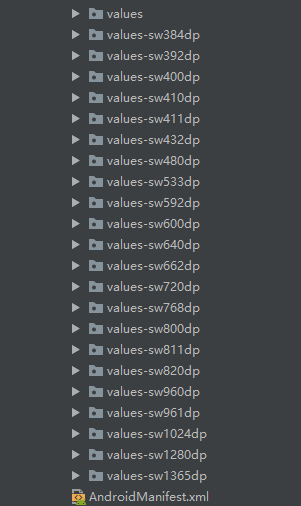 values
values-sw384dp
values-sw392dp
values-sw400dp
values-sw410dp
values-sw411dp
values-sw432dp
values-sw480dp
values-sw533dp
values-sw592dp
values-sw600dp
values-sw640dp
values-sw662dp
values-sw720dp
values-sw768dp
values-sw800dp
values-sw811dp
values-sw820dp
values-sw960dp
values-sw961dp
values-sw1024dp
values-sw1280dp
values-sw1365dp
AndroidManifest.xml